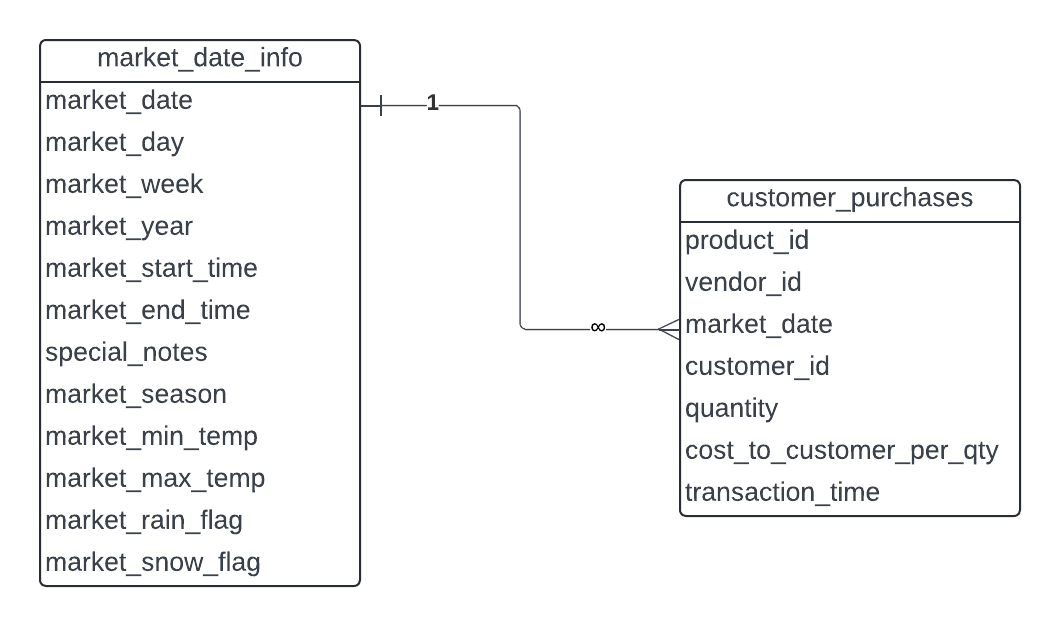 market_date_info
market_date
market_day
market_week
market_year
market_start_time
market_end_time
special_notes
market_season
market_min_temp
market_max_temp
market_rain_flag
market_snow_flag
1
∞
customer_purchases
product_id
vendor_id
market_date
customer_id
quantity
cost_to_customer_per_qty
transaction_time